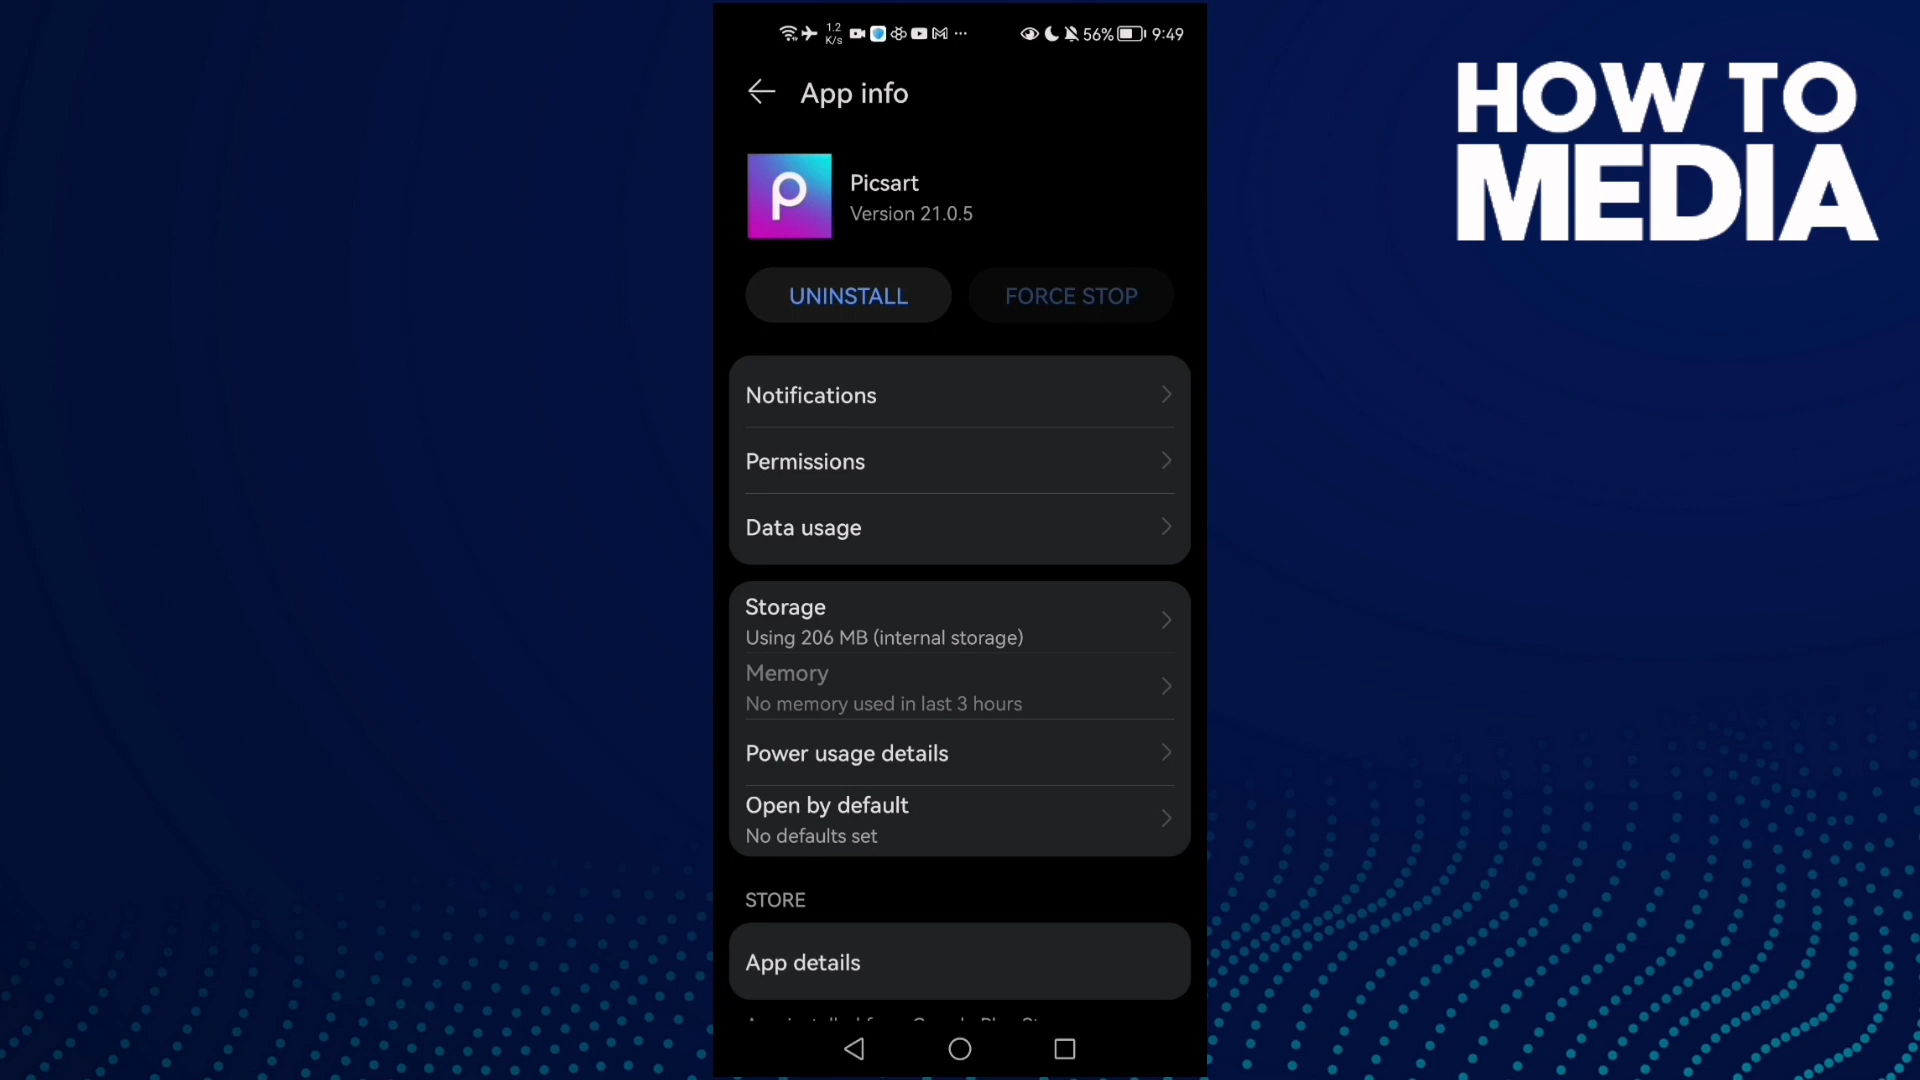 1.2
K/s
56%
9:49
App info
HOW TO
MEDIA
Picsart
Version 21.0.5
UNINSTALL
FORCE STOP
Notifications
Permissions
Data usage
Storage
Using 206 MB (internal storage)
Memory
No memory used in last 3 hours
Power usage details
Open by default
No defaults set
STORE
App details